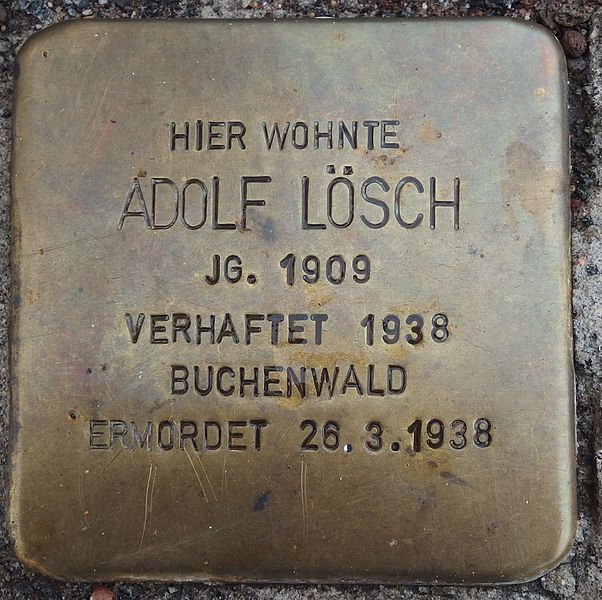 HIER WOHNTE
ADOLF LÖSCH
JG. 1909
VERHAFTET 1938
BUCHENWALD
ERMORDET 26.3.1938